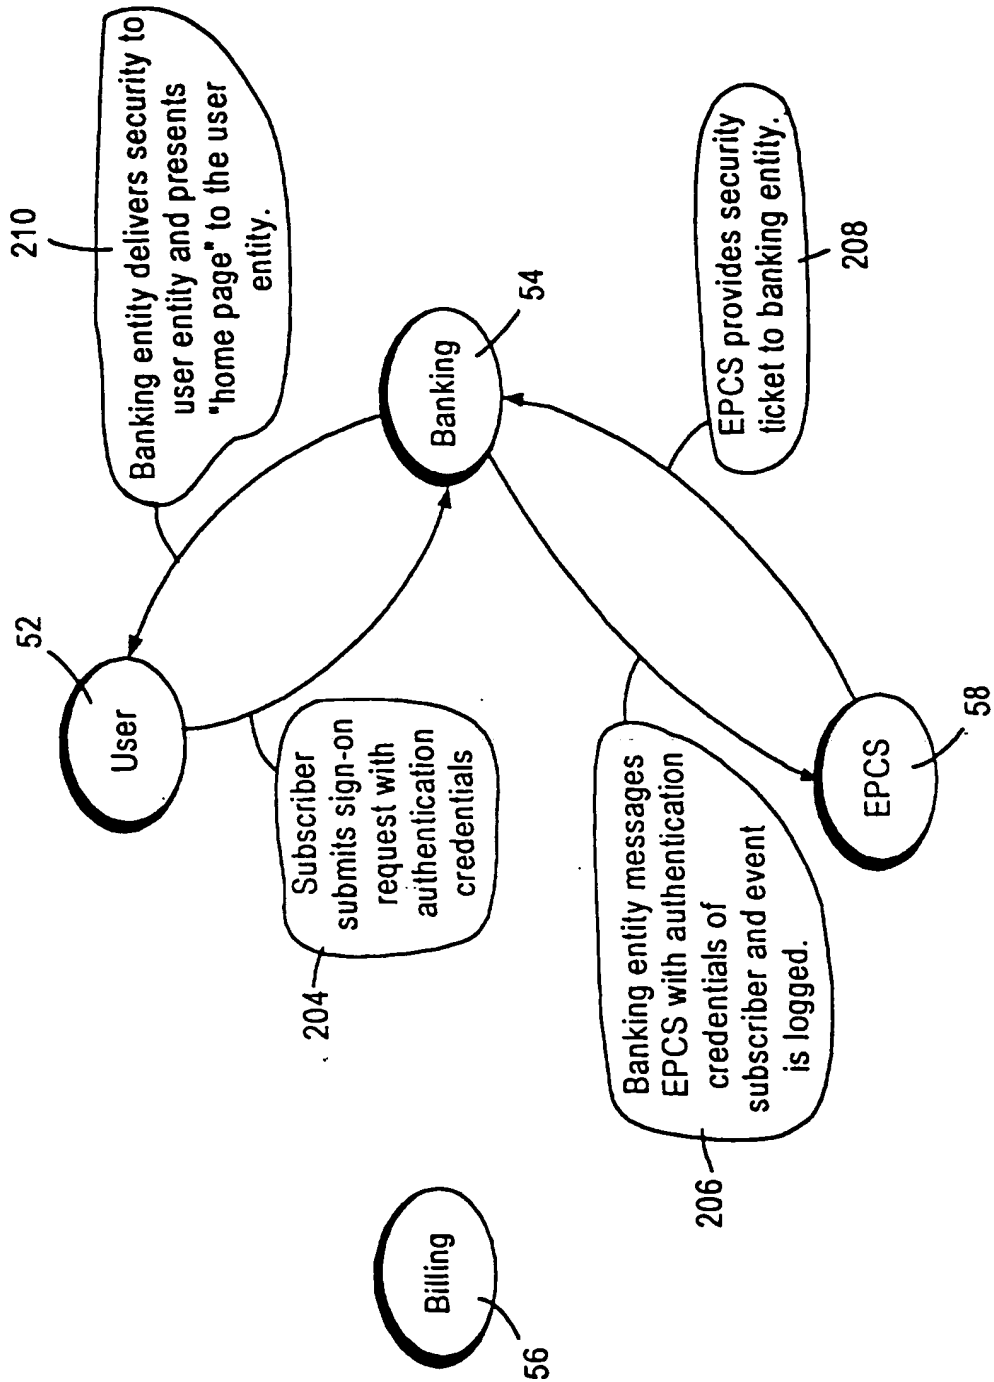 210
Banking entity delivers security to
user entity and presents
"home page" to the user
entity.
52
User
54
Banking
Subscriber
submits sign-on
request with
authentication
credentials
204
EPCS provides security
ticket to banking entity.
208
Billing
56
Banking entity messages
EPCS with authentication
credentials of
subscriber and event
is logged.
206
EPCS
58